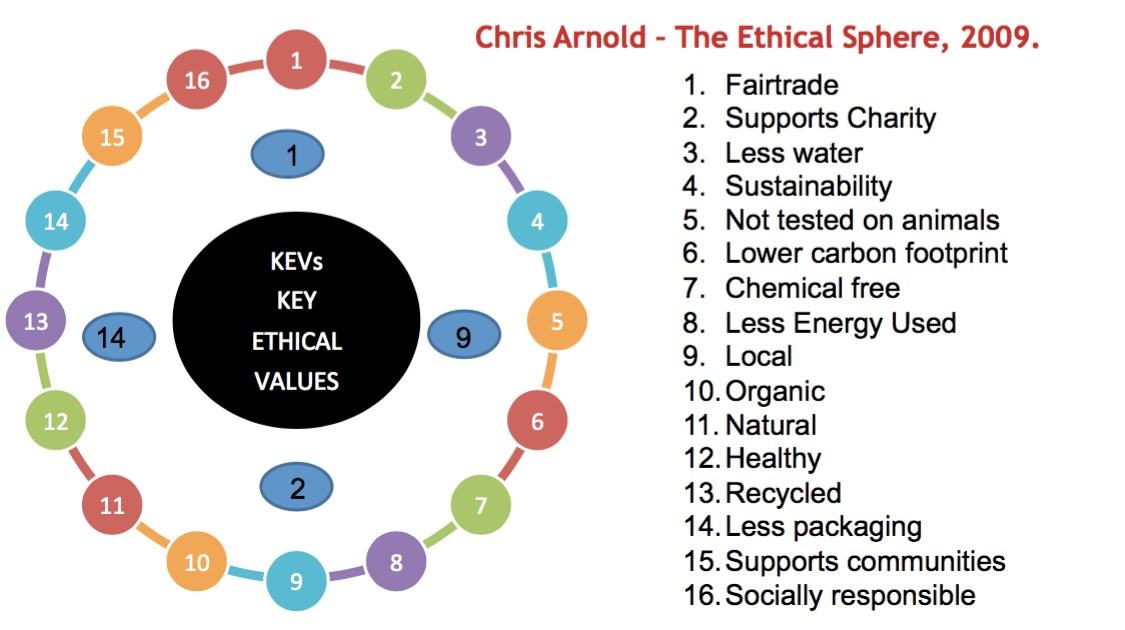 Chris Arnold - The Ethical Sphere, 2009.
1
2
3
4
5
6
7
8
9
10
11
12
13
14
15
16
1
9
2
14
KEVs
KEY
ETHICAL
VALUES
1. Fairtrade
2. Supports Charity
3. Less water
4. Sustainability
5. Not tested on animals
6. Lower carbon footprint
7. Chemical free
8. Less Energy Used
9. Local
10. Organic
11. Natural
12. Healthy
13. Recycled
14. Less packaging
15. Supports communities
16. Socially responsible